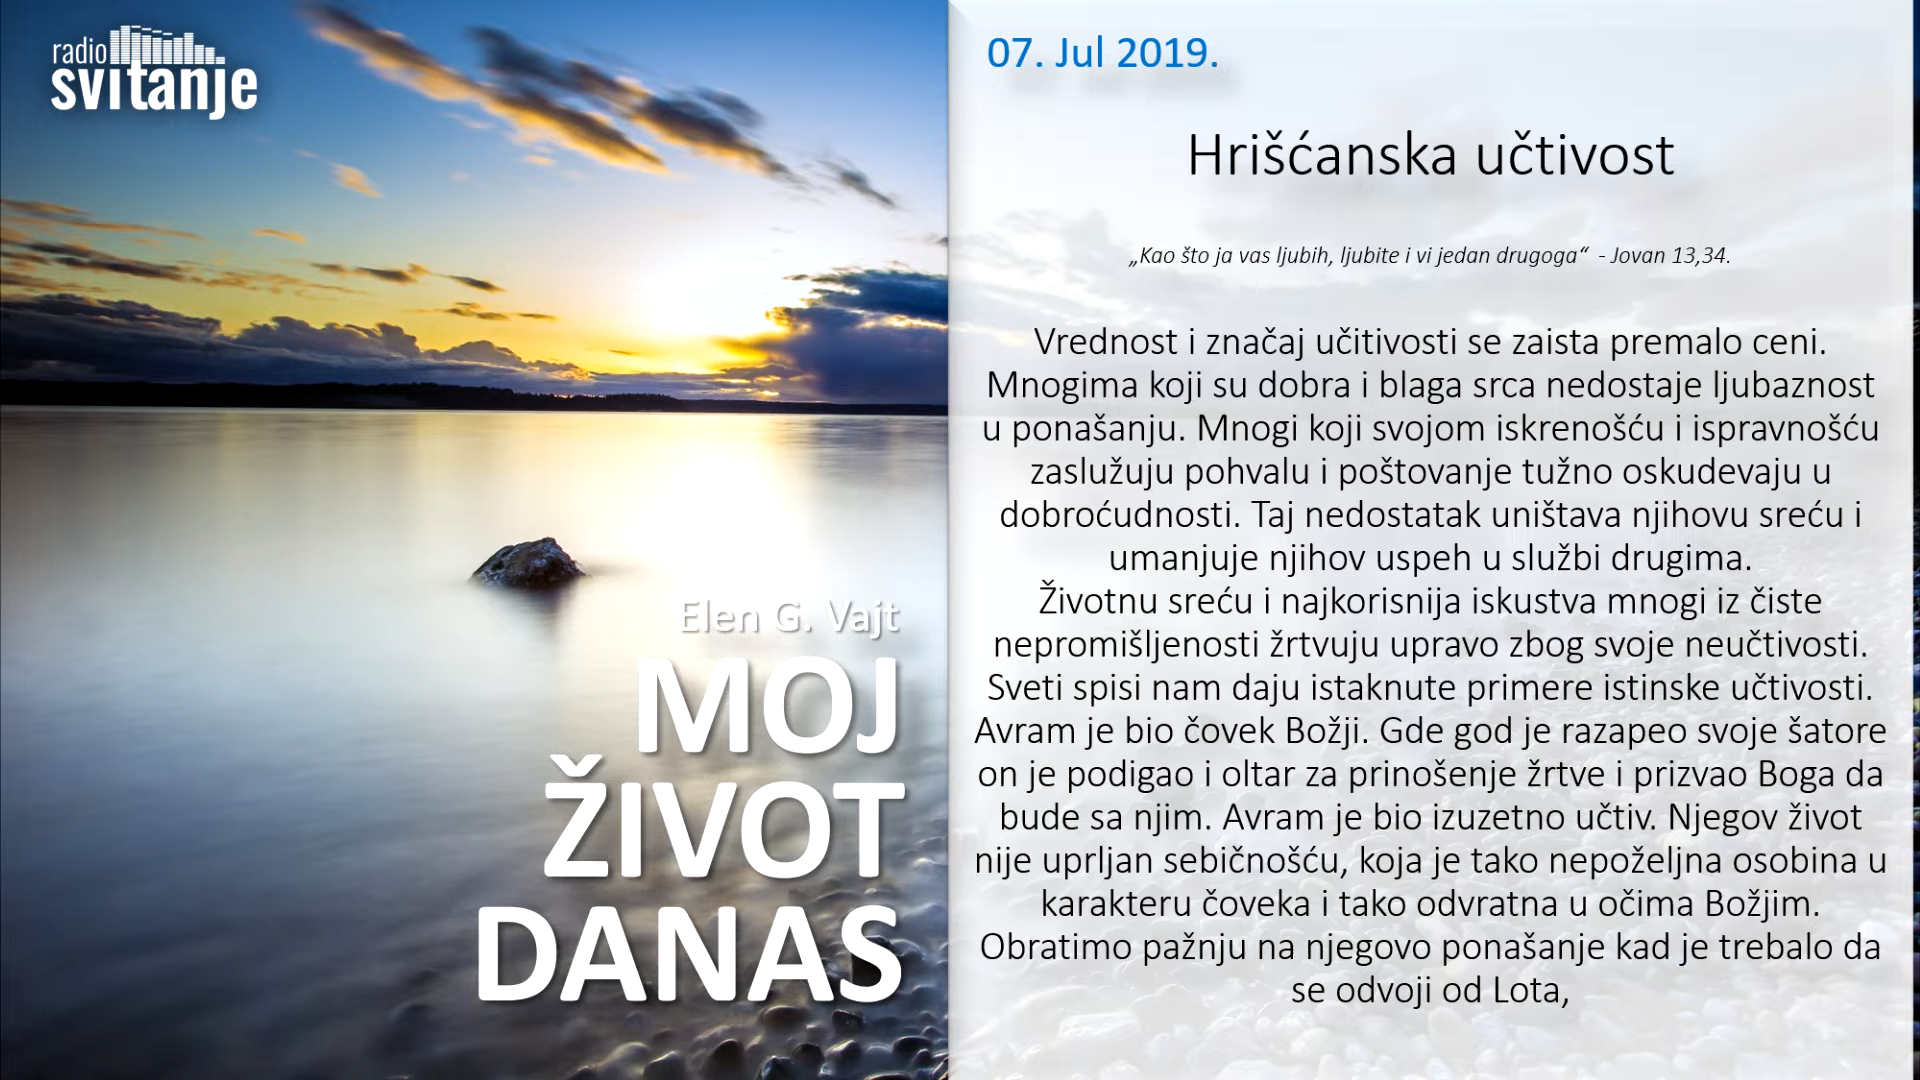 radio
svitanje
Elen G. Vajt
MOJ
ŽIVOT
DANAS
07. Jul 2019.
Hrišćanska učtivost
„Kao što ja vas ljubih, ljubite i vi jedan drugoga“ - Jovan 13,34.
Vrednost i značaj učitivosti se zaista premalo ceni.
Mnogima koji su dobra i blaga srca nedostaje ljubaznost
u ponašanju. Mnogi koji svojom iskrenošću i ispravnošću
zaslužuju pohvalu i poštovanje tužno oskudevaju u
dobroćudnosti. Taj nedostatak uništava njihovu sreću i
umanjuje njihov uspeh u službi drugima.
Životnu sreću i najkorisnija iskustva mnogi iz čiste
nepromišljenosti žrtvuju upravo zbog svoje neučtivosti.
Sveti spisi nam daju istaknute primere istinske učtivosti.
Avram je bio čovek Božji. Gde god je razapeo svoje šatore
on je podigao i oltar za prinošenje žrtve i prizvao Boga da
bude sa njim. Avram je bio izuzetno učtiv. Njegov život
nije uprljan sebičnošću, koja je tako nepoželjna osobina u
karakteru čoveka i tako odvratna u očima Božjim.
Obratimo pažnju na njegovo ponašanje kad je trebalo da
se odvoji od Lota,